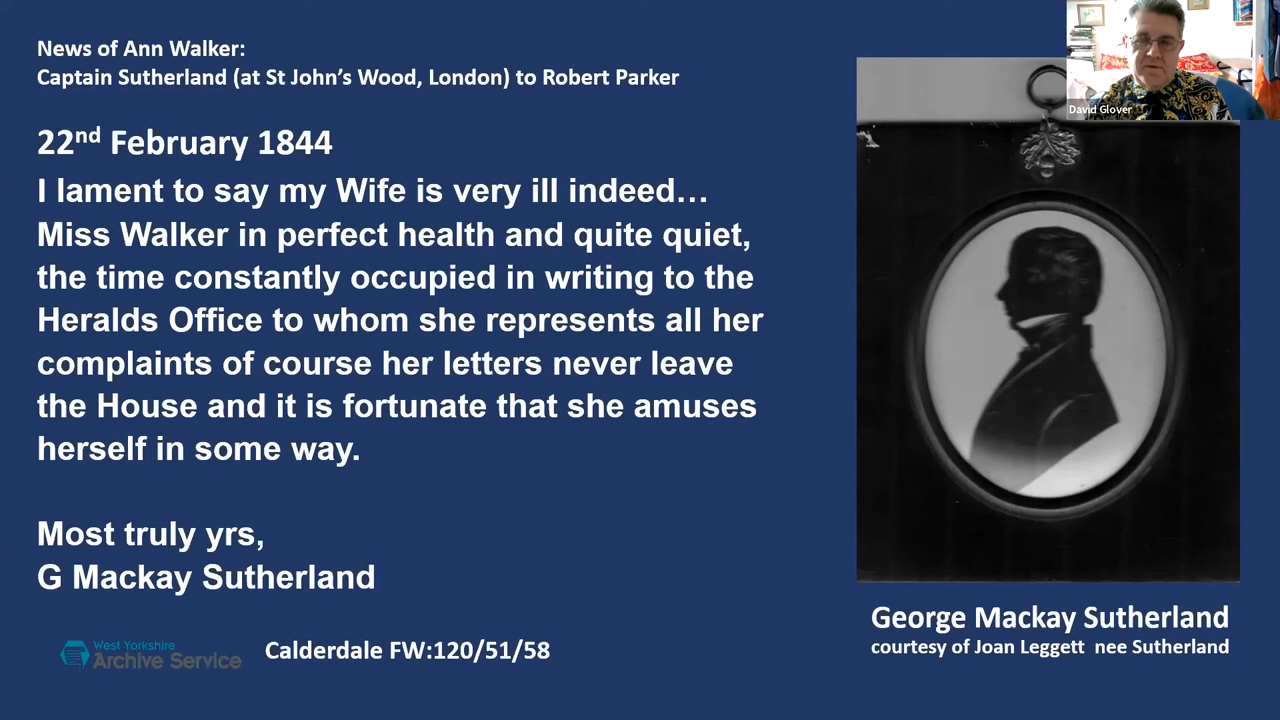 News of Ann Walker:
Captain Sutherland (at St John's Wood, London) to Robert Parker
22nd February 1844
I lament to say my Wife is very ill indeed…
Miss Walker in perfect health and quite quiet,
the time constantly occupied in writing to the
Heralds Office to whom she represents all her
complaints of course her letters never leave
the House and it is fortunate that she amuses
herself in some way.
Most truly yrs,
G Mackay Sutherland
West Yorkshire
Archive Service
Calderdale FW:120/51/58
David Glover
George Mackay Sutherland
courtesy of Joan Leggett nee Sutherland